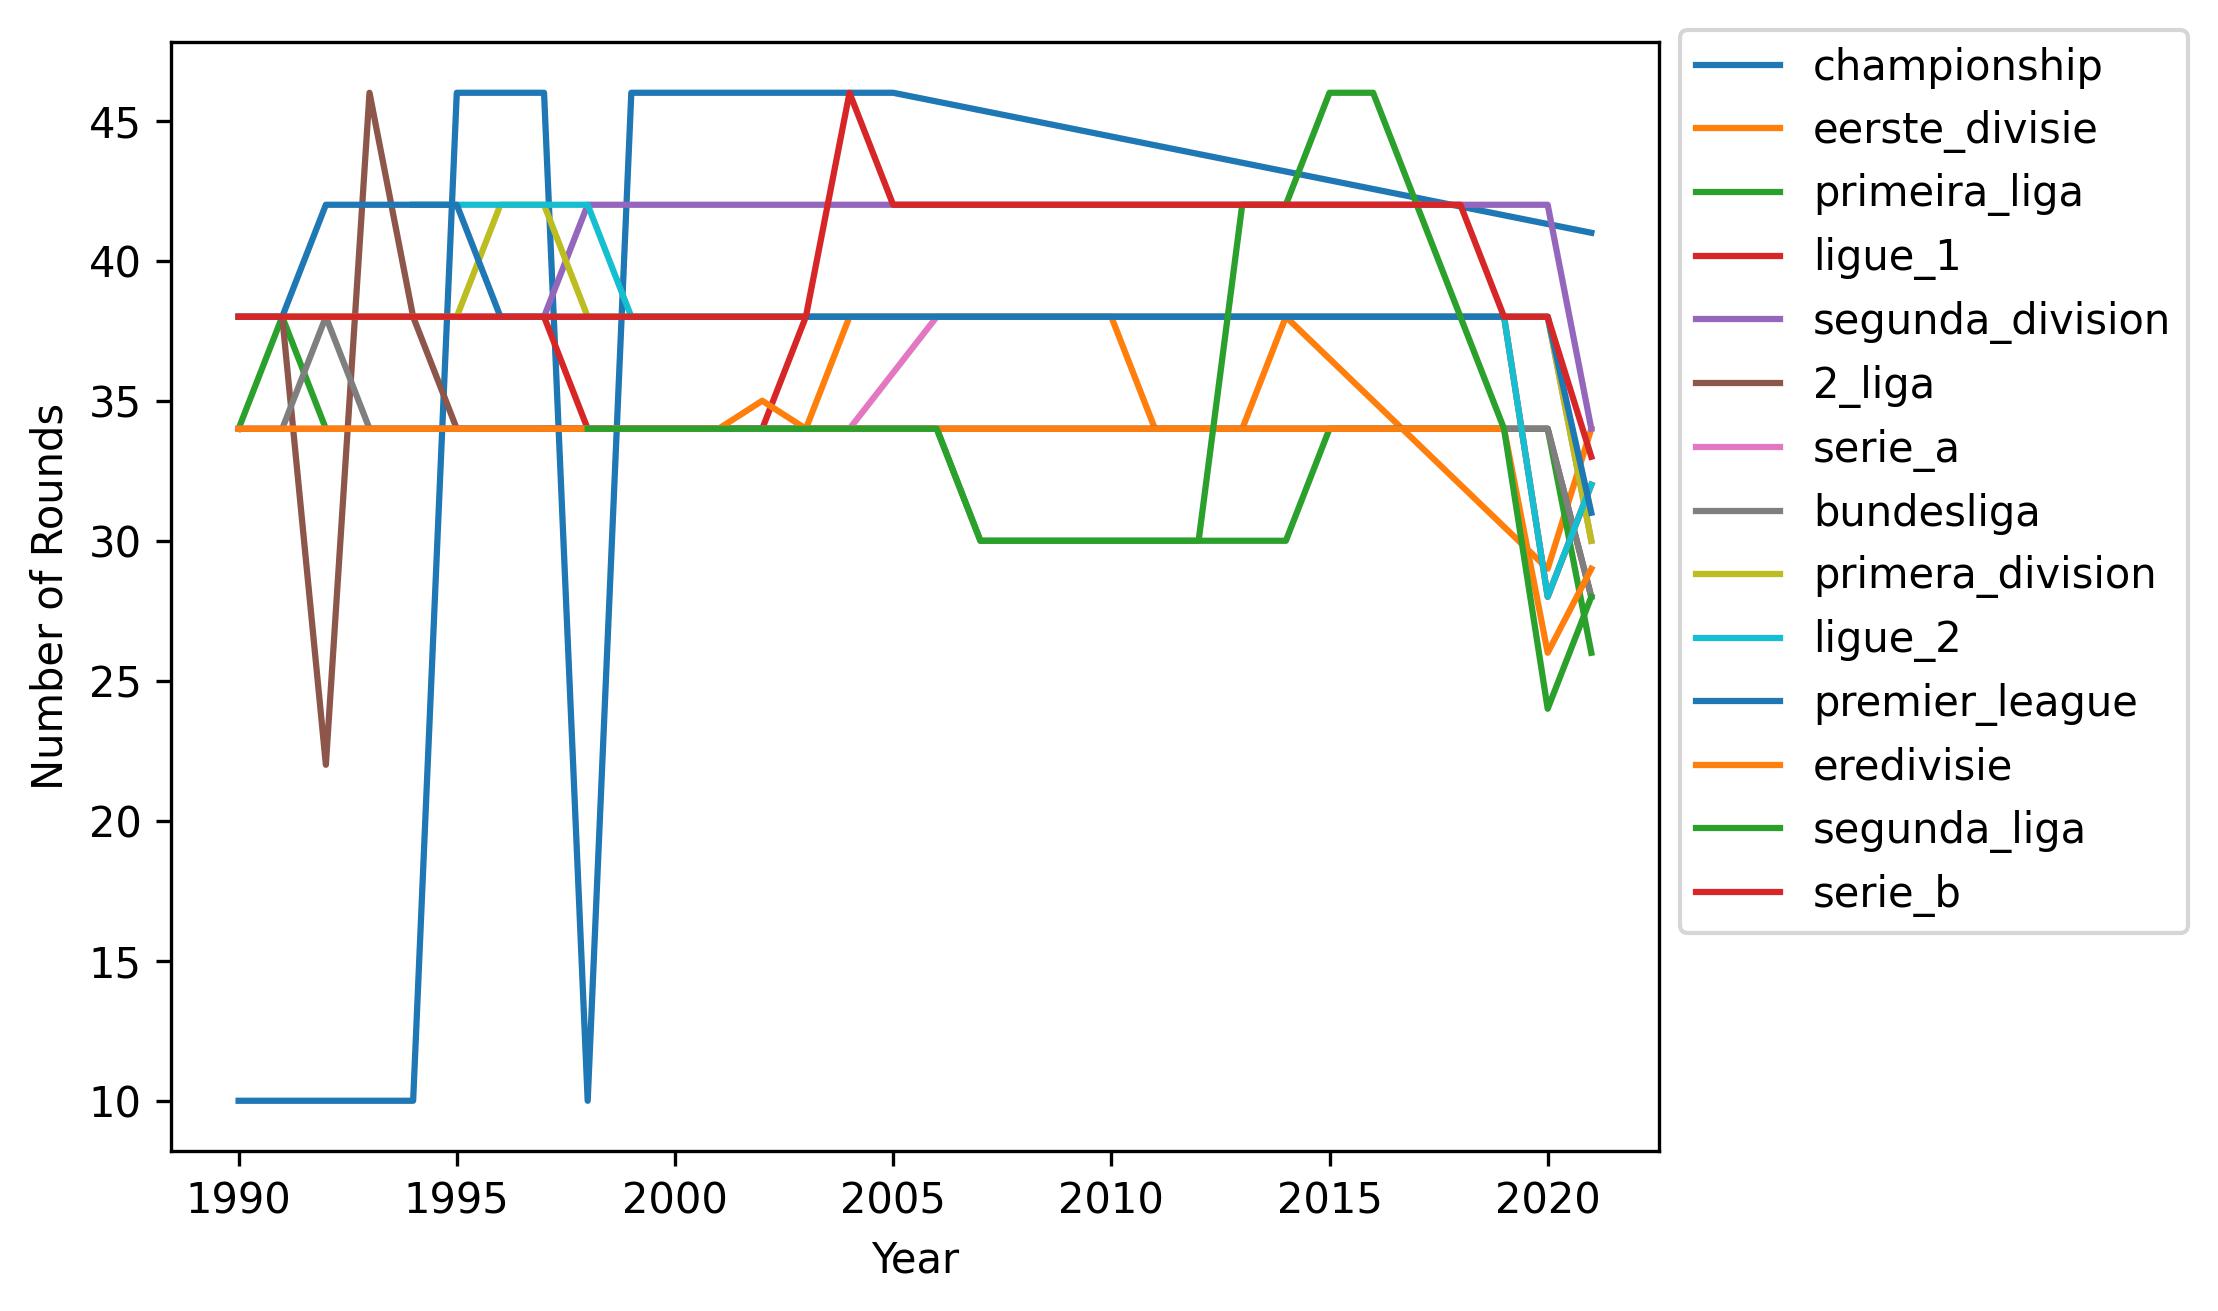 45
40
35
30
25
20
15
10
Number of Rounds
1990 1995 2000 2005 2010 2015 2020
Year
championship
eerste_divisie
primeira_liga
ligue_1
segunda_division
2_liga
serie_a
bundesliga
primera_division
ligue_2
premier_league
eredivisie
segunda_liga
serie_b